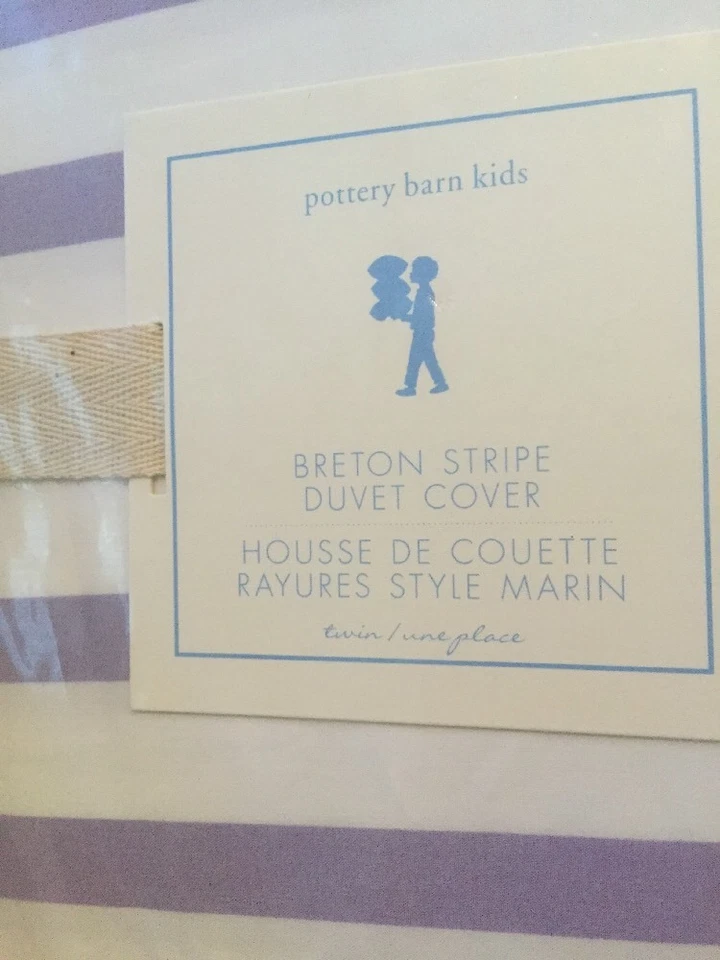 pottery barn kids
BRETON STRIPE
DUVET COVER
HOUSSE DE COUETTE
RAYURES STYLE MARIN
twin / une place